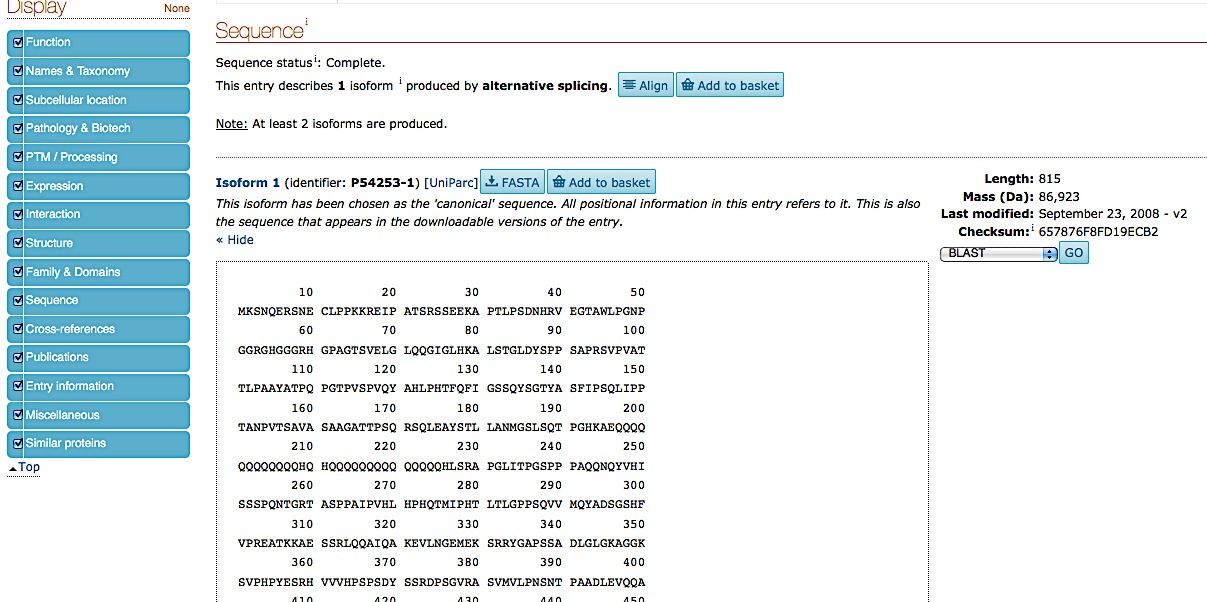 Display None
Function
Names & Taxonomy
Subcellular location
Pathology & Biotech
PTM / Processing
Expression
Interaction
Structure
Family & Domains
Sequence
Cross-references
Publications
Entry information
Miscellaneous
Similar proteins
Top
Sequence i
Sequence status i: Complete.
This entry describes 1 isoform i produced by alternative splicing. Align Add to basket
Note: At least 2 isoforms are produced.
Isoform 1 (identifier: P54253-1) [UniParc] FASTA Add to basket
This isoform has been chosen as the 'canonical' sequence. All positional information in this entry refers to it. This is also
the sequence that appears in the downloadable versions of the entry.
« Hide
10 20 30 40 50
MKSNQERSNE CLPPKKREIP ATSRSSEEKA PTLPSDNHRV EGTAWLPGNP
60 70 80 90 100
GGRGHGGGRH GPAGTSVELG LQQGIGLHKA LSTGLDYSPP SAPRSVPVAT
110 120 130 140 150
TLPAAYATPQ PGTPVSPVQY AHLPHTFQFI GSSQYSGTYA SFIPSQLIPP
160 170 180 190 200
TANPVTSAVA SAAGATTPSQ RSQLEAYSTL LANMGSLSQT PGHKAEQQQQ
210 220 230 240 250
QQQQQQQQHQ HQQQQQQQQQ QQQQQHLSRA PGLITPGSPP PAQQNQYVHI
260 270 280 290 300
SSSPQNTGRT ASPPAIPVHL HPHQTMIPHT LTLGPPSQVV MQYADSGSHF
310 320 330 340 350
VPREATKKAE SSRLQQAIQA KEVLNGEMEK SRRYGAPSSA DLGLGKAGGK
360 370 380 390 400
SVPHPYESRH VVVHPSPSDY SSRDPSGVRA SVMVLPNSNT PAADLEVQQA
410 420 430 440 450
Length: 815
Mass (Da): 86,923
Last modified: September 23, 2008 - v2
Checksum: i 657876F8FD19ECB2
BLAST GO